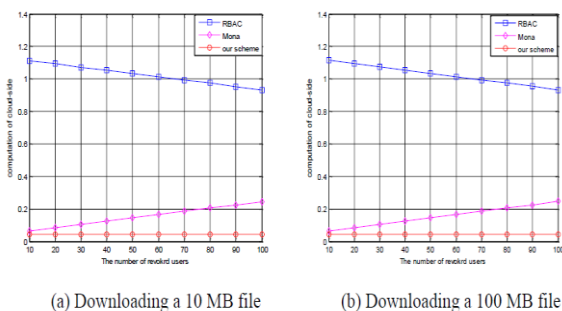 1.4
1.2
1
0.8
0.6
0.4
0.2
0
computation of cloud-side
RBAC
Mona
our scheme
10 20 30 40 50 60 70 80 90 100
The number of revokrd users
(a) Downloading a 10 MB file
1.4
1.2
1
0.8
0.6
0.4
0.2
0
computation of cloud-side
RBAC
Mona
our scheme
10 20 30 40 50 60 70 80 90 100
The number of revokrd users
(b) Downloading a 100 MB file